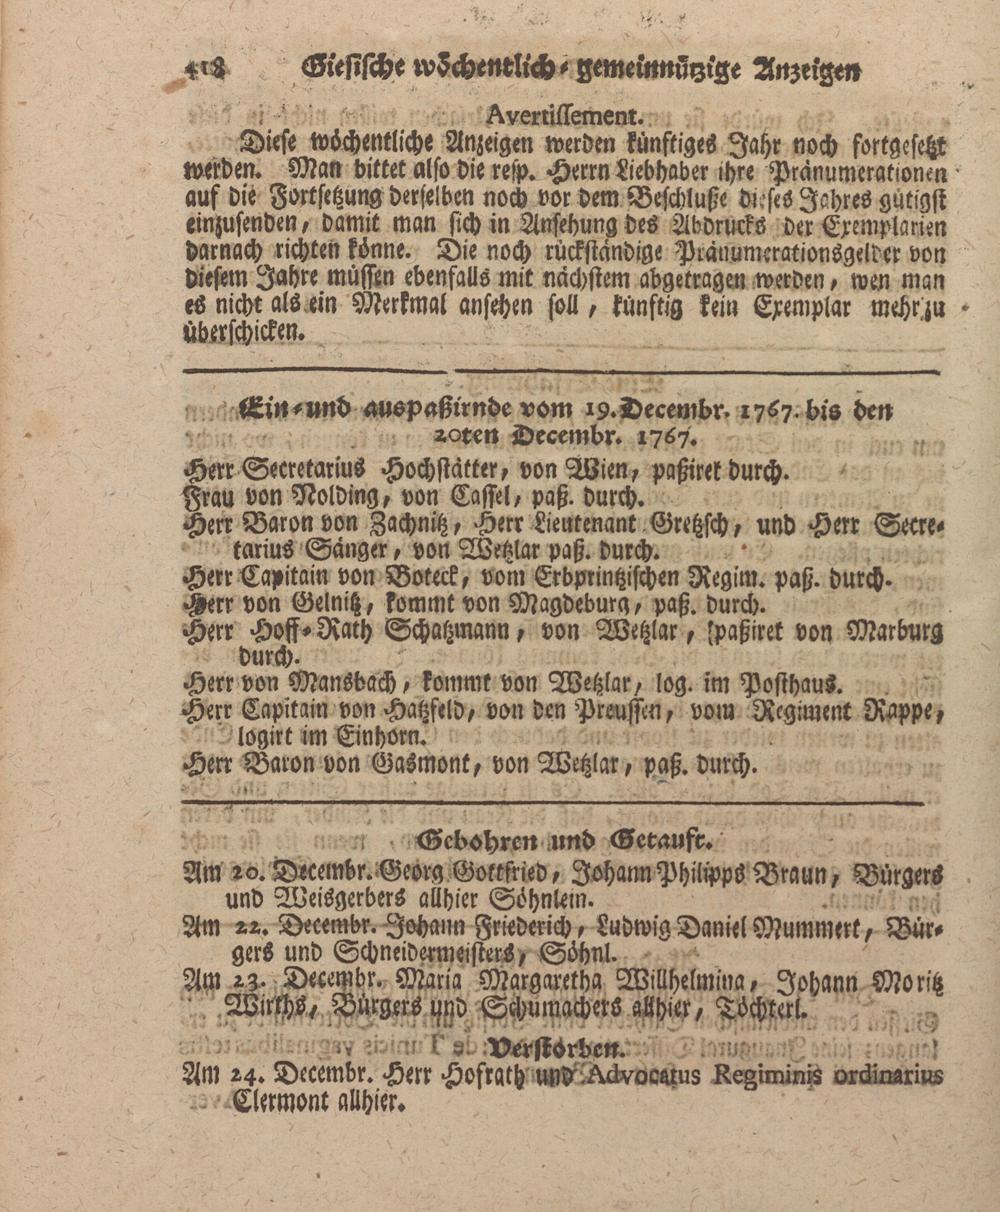 418 Giesische wöchentlich-gemeinnützige Anzeigen
Avertissement.
Diese wöchentliche Anzeigen werden künftiges Jahr noch fortgesetzt
werden. Man bittet also die resp. Herrn Liebhaber ihre Pränumerationen
auf die Fortsetzung derselben noch vor dem Beschluße dieses Jahres gütigst
einzusenden, damit man sich in Ansehung des Abdrucks der Exemplarien
darnach richten könne. Die noch rückständige Pränumerationsgelder von
diesem Jahre müssen ebenfalls mit nächstem abgetragen werden, wen man
es nicht als ein Merkmal ansehen soll, künftig kein Exemplar mehr zu
überschicken.
Ein-und auspaßirnde vom 19. Decembr. 1767. bis den
20ten Decembr. 1767.
Herr Secretarius Hochstätter, von Wien, paßiret durch.
Frau von Nolding, von Cassel, paß. durch.
Herr Baron von Zachnitz, Herr Lieutenant Gretzsch, und Herr Secre-
tarius Sänger, von Wetzlar paß. durch.
Herr Capitain von Boteck, vom Erbprintzischen Regim. paß. durch.
Herr von Gelnitz, kommt von Magdeburg, paß. durch.
Herr Hoff-Rath Schatzmann, von Wetzlar, paßiret von Marburg
durch.
Herr von Mansbach, kommt von Wetzlar, log. im Posthaus.
Herr Capitain von Hatzfeld, von den Preussen, vom Regiment Rappe,
logirt im Einhorn.
Herr Baron von Gasmont, von Wetzlar, paß. durch.
Gebohren und Getauft.
Am 20. Decembr. Georg Gottfried, Johann Philipps Braun, Bürgers
und Weisgerbers allhier Söhnlein.
Am 22. Decembr. Johann Friederich, Ludwig Daniel Mummert, Bür-
gers und Schneidermeisters, Söhnl.
Am 23. Decembr. Maria Margaretha Willhelmina, Johann Moritz
Wirths, Bürgers und Schumachers allhier, Töchterl.
Verstorben.
Am 24. Decembr. Herr Hofrath und Advocatus Regiminis ordinarius
Clermont allhier.